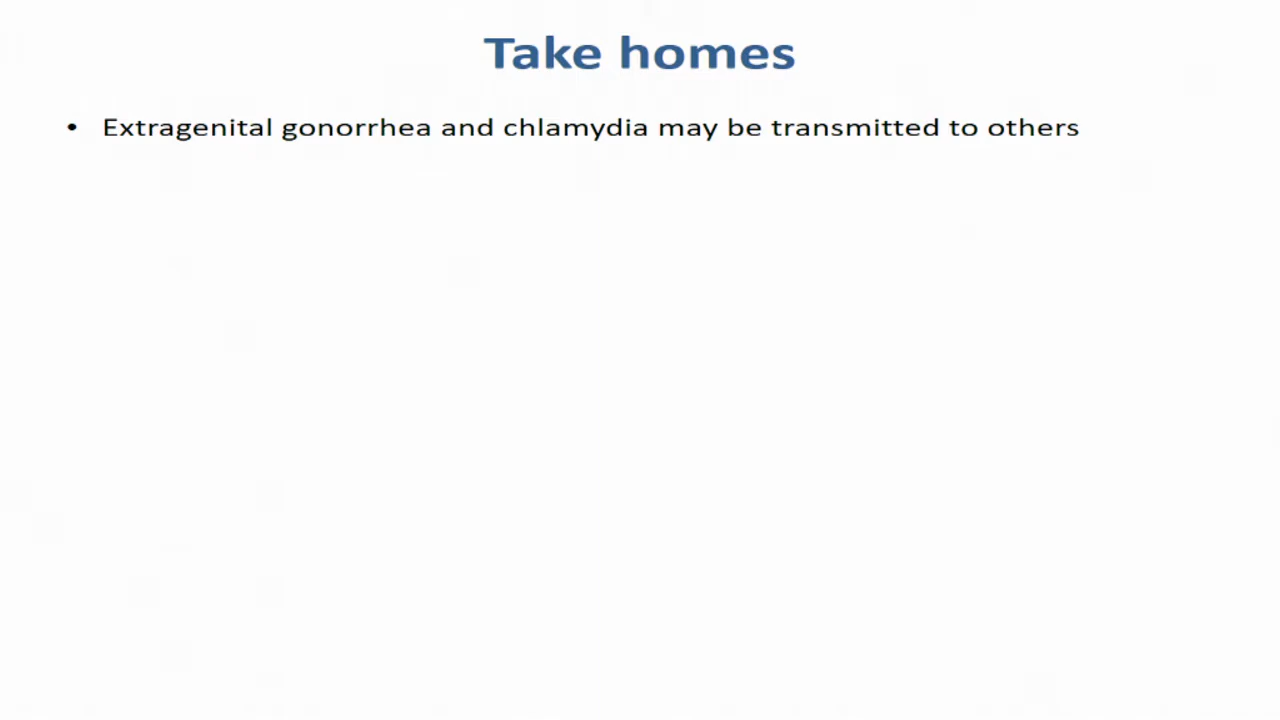 Take homes
• Extragenital gonorrhea and chlamydia may be transmitted to others